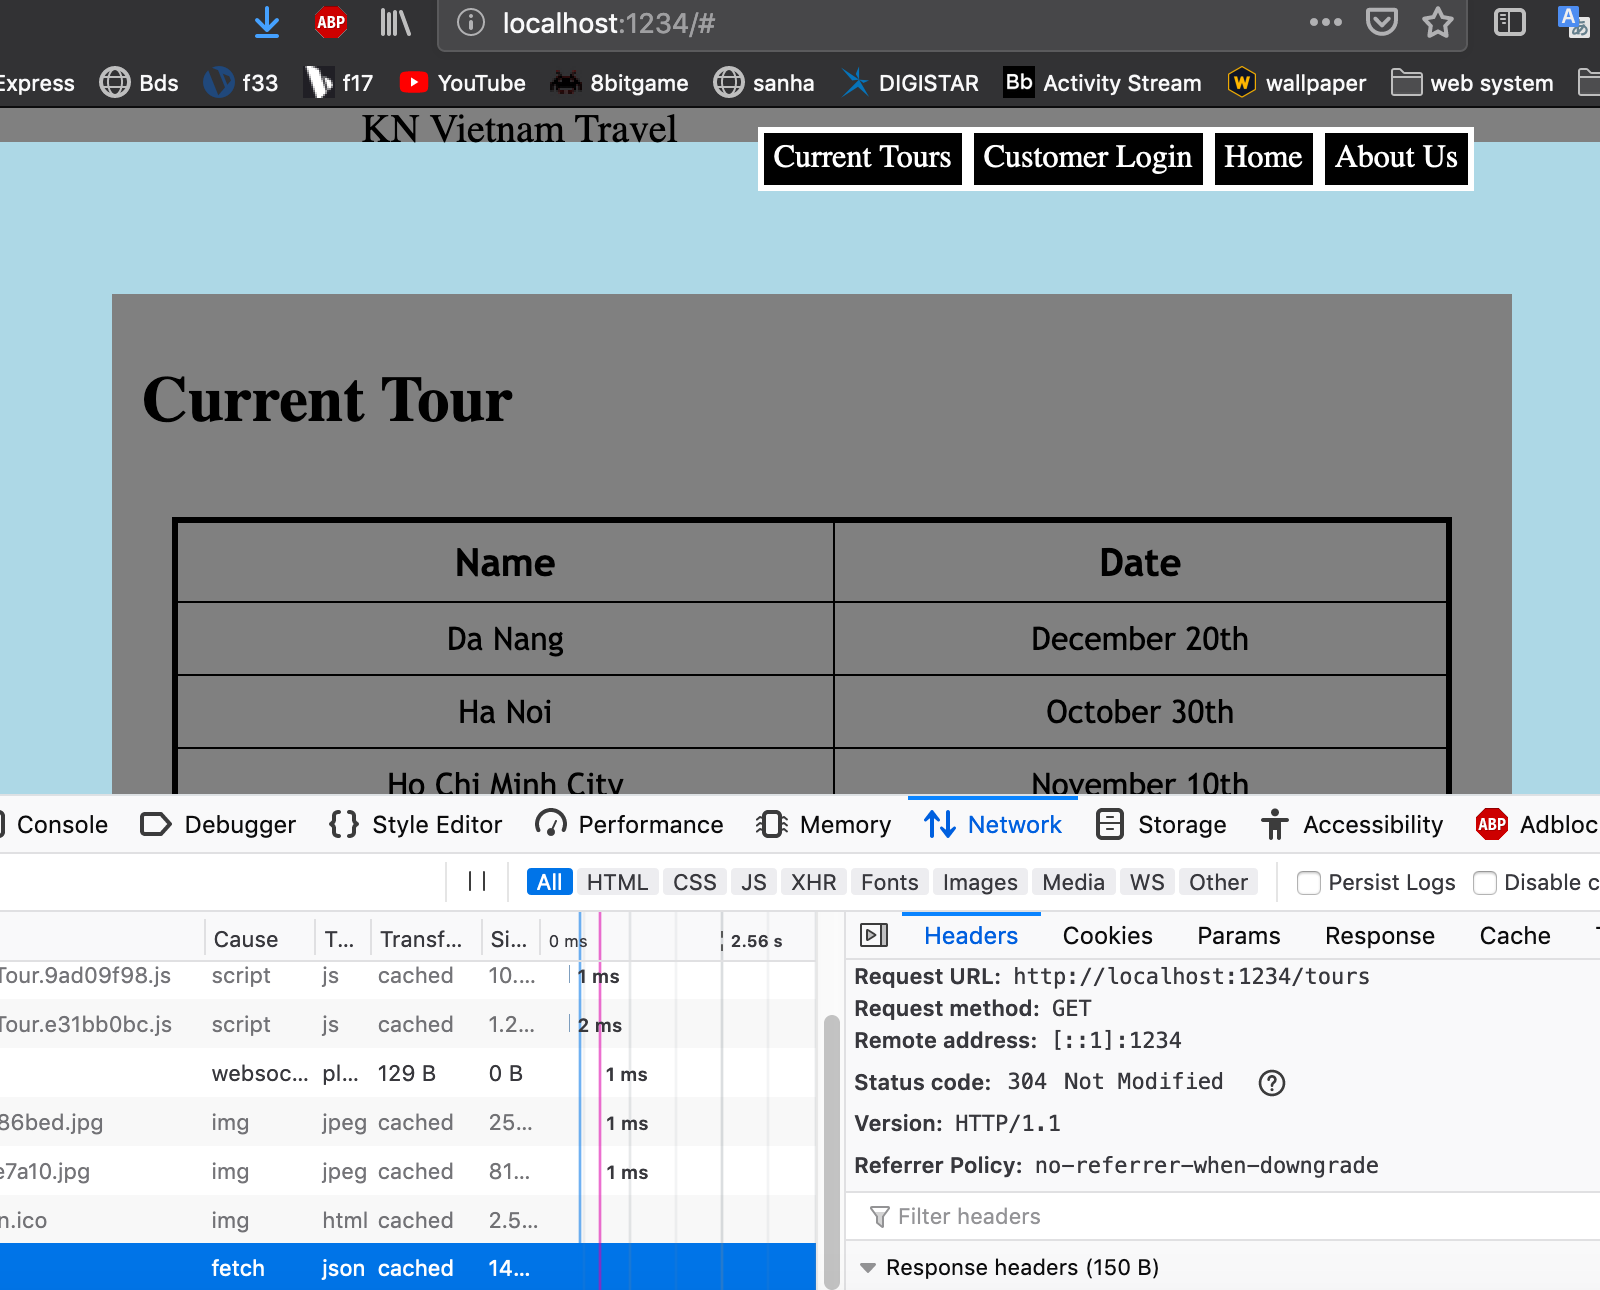 ABP localhost:1234/#
Express Bds f33 f17 YouTube 8bitgame sanha DIGISTAR Bb Activity Stream W wallpaper web system
KN Vietnam Travel
Current Tours Customer Login Home About Us
Current Tour
Name Date
Da Nang December 20th
Ha Noi October 30th
Ho Chi Minh City November 10th
Console Debugger {} Style Editor Performance Memory Network Storage Accessibility ABP Adbloc
All HTML CSS JS XHR Fonts Images Media WS Other Persist Logs Disable c
Cause T... Transf... Si... 0 ms 2.56 s Headers Cookies Params Response Cache
Tour.9ad09f98.js script js cached 10.... 1 ms
Tour.e31bb0bc.js script js cached 1.2... 2 ms
websoc... pl... 129 B 0 B 1 ms
86bed.jpg img jpeg cached 25... 1 ms
e7a10.jpg img jpeg cached 81... 1 ms
n.ico img html cached 2.5...
fetch json cached 14...
Request URL: http://localhost:1234/tours
Request method: GET
Remote address: [::1]:1234
Status code: 304 Not Modified ?
Version: HTTP/1.1
Referrer Policy: no-referrer-when-downgrade
Filter headers
Response headers (150 B)